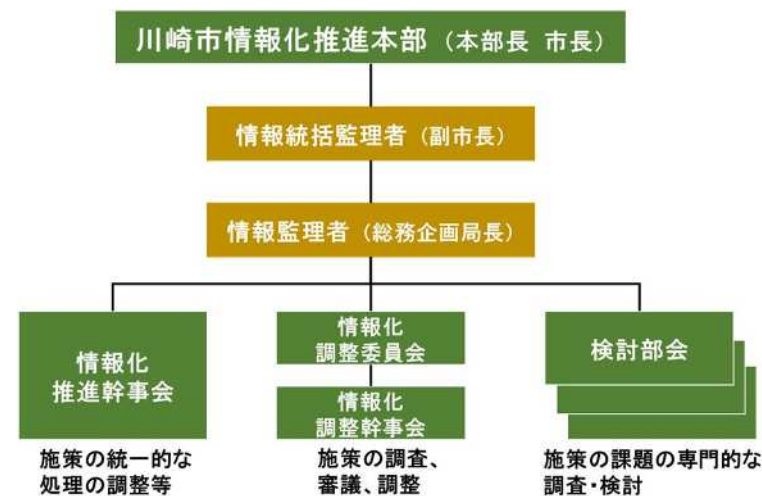 川崎市情報化推進本部（本部長 市長）
情報統括監理者（副市長）
情報監理者（総務企画局長）
情報化
推進幹事会
施策の統一的な
処理の調整等
情報化
調整委員会
情報化
調整幹事会
施策の調査、
審議、調整
検討部会
施策の課題の専門的な
調査・検討